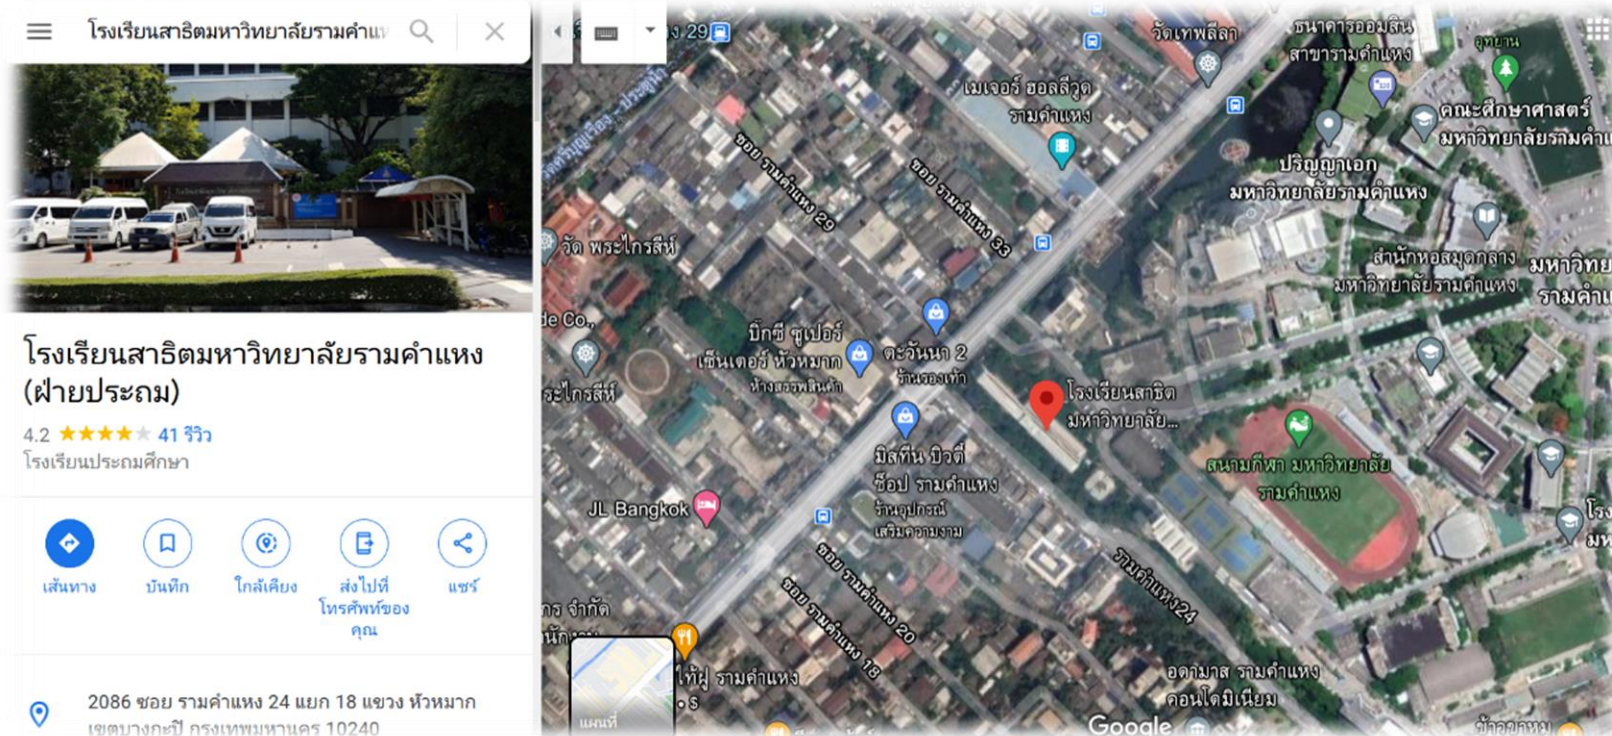 โรงเรียนสาธิตมหาวิทยาลัยรามคำแห
โรงเรียนสาธิตมหาวิทยาลัยรามคำแหง
(ฝ่ายประถม)
4.2 41 รีวิว
โรงเรียนประถมศึกษา
เส้นทาง
บันทึก
ใกล้เคียง
ส่งไปที่
โทรศัพท์ของ
คุณ
แชร์
2086 ซอย รามคำแหง 24 แยก 18 แขวง หัวหมาก
เขตบางกะปิ กรุงเทพมหานคร 10240
29
วัดเทพลีลา
ธนาคารออมสิน
สาขารามคำแหง
อุทยาน
เมเจอร์ ฮอลลีวูด
รามคำแหง
คณะศึกษาศาสตร์
มหาวิทยาลัยรามคำแ
ซอย รามคำแหง 29
ซอย รามคำแหง 33
ปริญญาเอก
มหาวิทยาลัยรามคำแหง
วัด พระไกรสีห์
สำนักหอสมุดกลาง
มหาวิทยาลัยรามคำแหง
มหาวิทย
รามคำแ
de Co.,
บิ๊กซี ซูเปอร์
เซ็นเตอร์ หัวหมาก
ห้างสรรพสินค้า
ตะวันนา 2
ร้านรองเท้า
ระไกรสีห์
โรงเรียนสาธิต
มหาวิทยาลัย...
มิสทีน บิวตี้
ช็อป รามคำแหง
ร้านอุปกรณ์
เสริมความงาม
สนามกีฬา มหาวิทยาลัย
รามคำแหง
JL Bangkok
โรง
มห
ซอย รามคำแหง 20
ซอย รามคำแหง 18
รามคำแหง24
กร จำกัด
แผนที่
ไท้ฝู รามคำแหง
$
อดามาส รามคำแหง
คอนโดมิเนียม
Google
ข้าวขาหมู